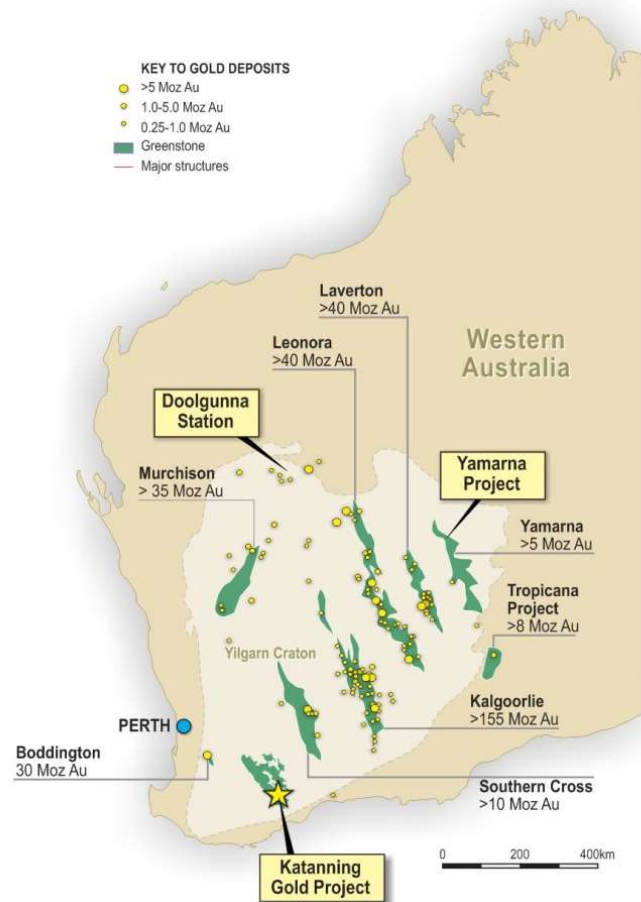 KEY TO GOLD DEPOSITS
>5 Moz Au
1.0-5.0 Moz Au
0.25-1.0 Moz Au
Greenstone
Major structures
Laverton
>40 Moz Au
Leonora
>40 Moz Au
Western
Australia
Doolgunna
Station
Murchison
> 35 Moz Au
Yamarna
Project
Yamarna
>5 Moz Au
Tropicana
Project
>8 Moz Au
Yilgarn Craton
Kalgoorlie
>155 Moz Au
PERTH
Boddington
30 Moz Au
Southern Cross
>10 Moz Au
Katanning
Gold Project
0 200 400km